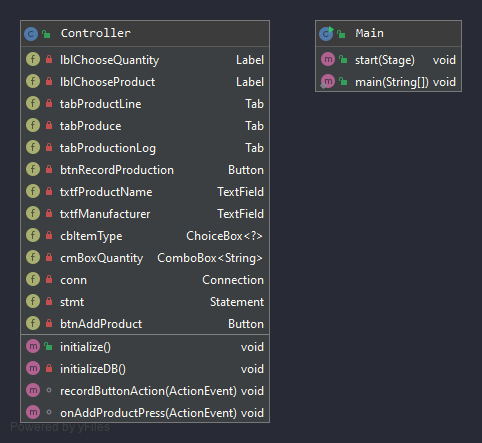 Controller
lblChooseQuantity Label
lblChooseProduct Label
tabProductLine Tab
tabProduce Tab
tabProductionLog Tab
btnRecordProduction Button
txtfProductName TextField
txtfManufacturer TextField
cbItemType ChoiceBox<?>
cmBoxQuantity ComboBox<String>
conn Connection
stmt Statement
btnAddProduct Button
initialize() void
initializeDB() void
recordButtonAction(ActionEvent) void
onAddProductPress(ActionEvent) void
Powered by yFiles
Main
start(Stage) void
main(String[]) void